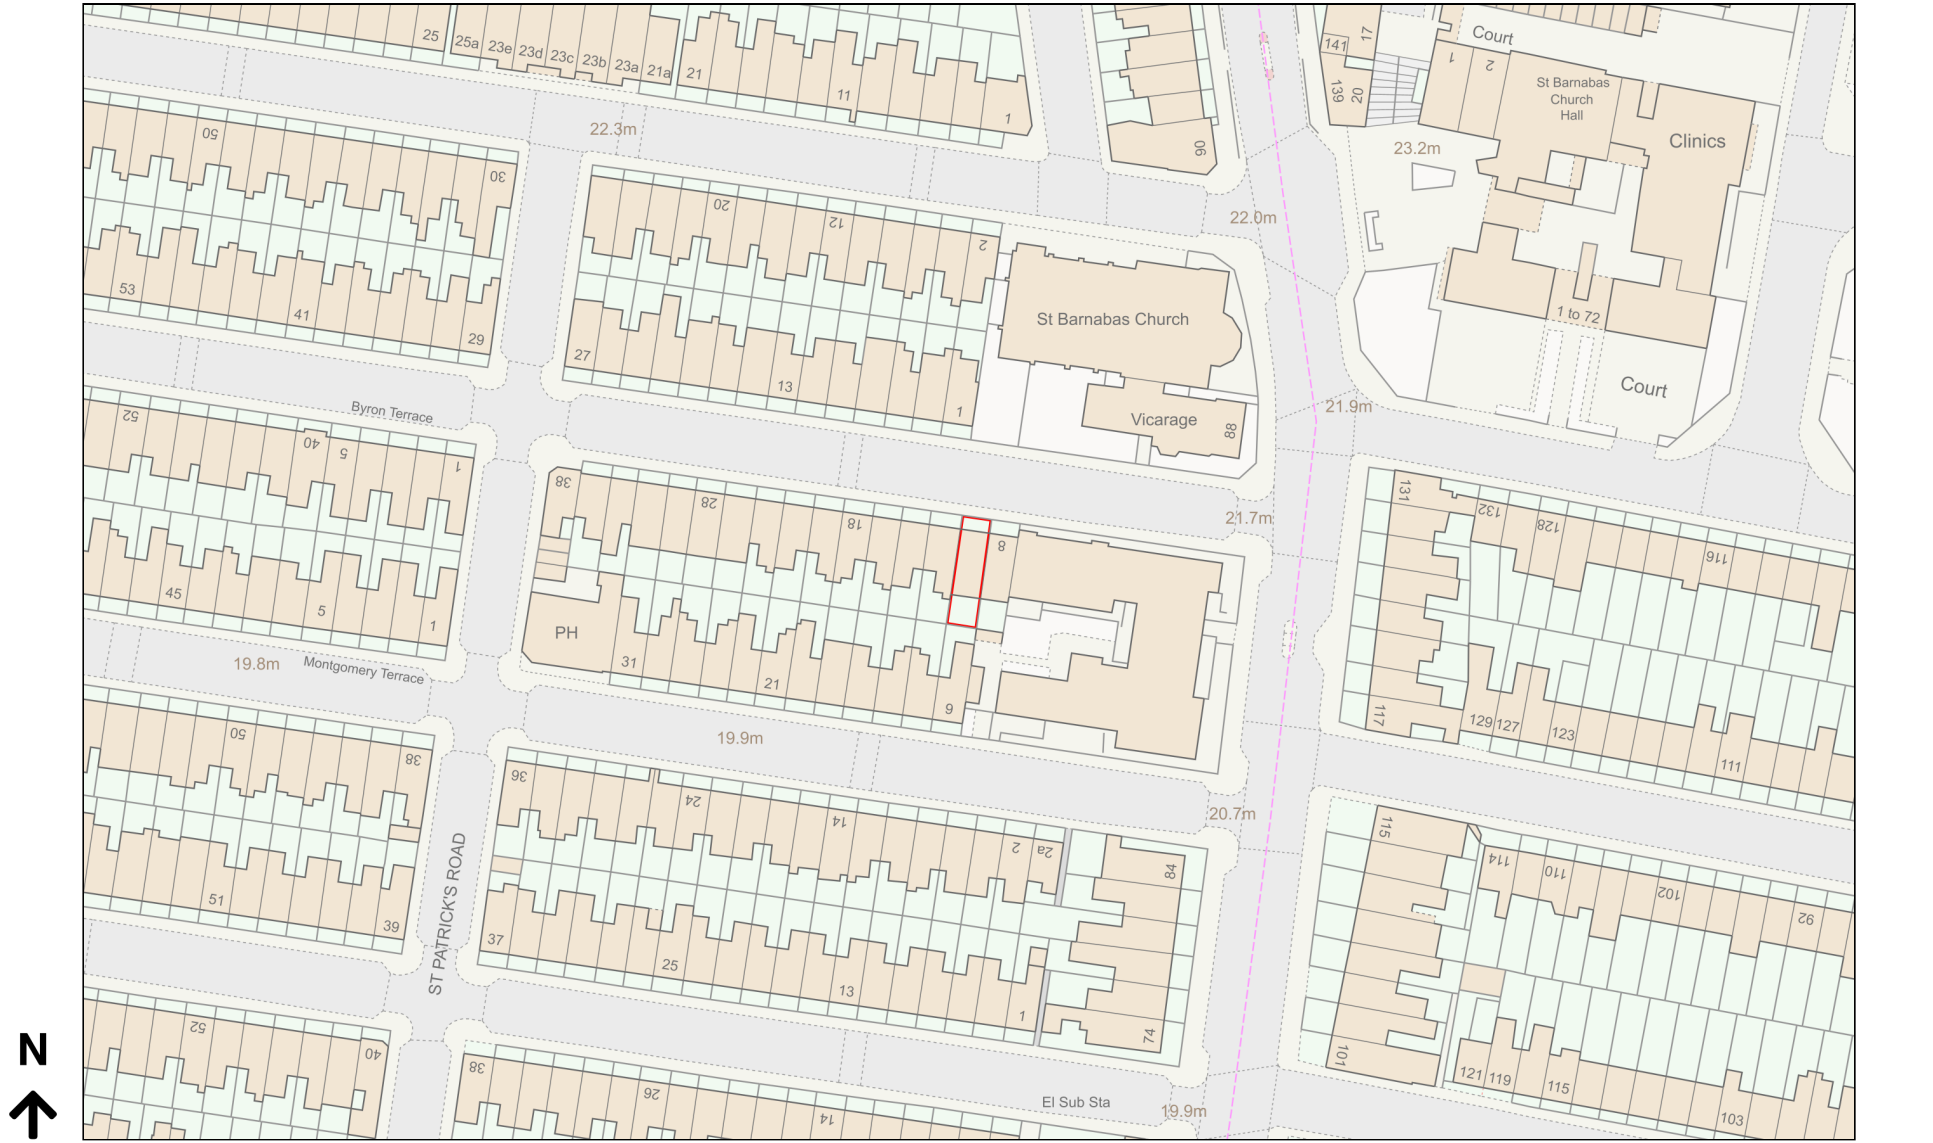 25
25a
23e
23d
23c
23b
23a
21a
21
11
1
22.3m
90
141
17
139
20
Court
1
2
St Barnabas
Church
Hall
Clinics
23.2m
50
30
20
12
2
22.0m
53
41
29
27
13
1
St Barnabas Church
Vicarage
88
1 to 72
Court
21.9m
Byron Terrace
52
40
5
1
38
28
18
8
21.7m
131
132
128
116
45
5
1
PH
31
21
9
117
129
127
123
111
19.8m
Montgomery Terrace
19.9m
50
38
36
24
14
2
2a
84
20.7m
115
114
110
102
92
51
39
ST PATRICK'S ROAD
37
25
13
1
74
101
121
119
115
103
52
40
38
26
14
El Sub Sta
19.9m
N